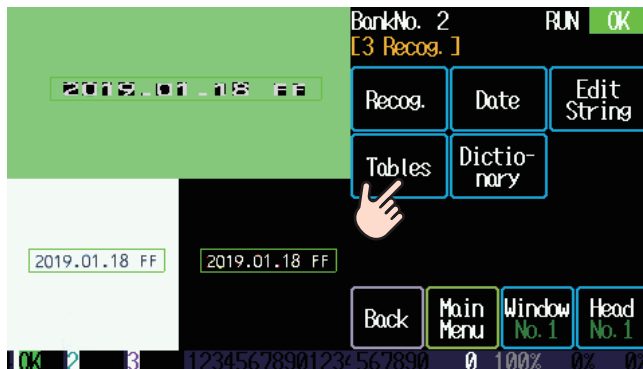 BankNo. 2 RUN OK
[3 Recog. ]
2019.01.18 FF
Recog. Date Edit String
Tables Dictio-nary
2019.01.18 FF 2019.01.18 FF
Back Main Menu Window No.1 Head No.1
OK 2 3 123456789012345567890 0 100% 0% 0%